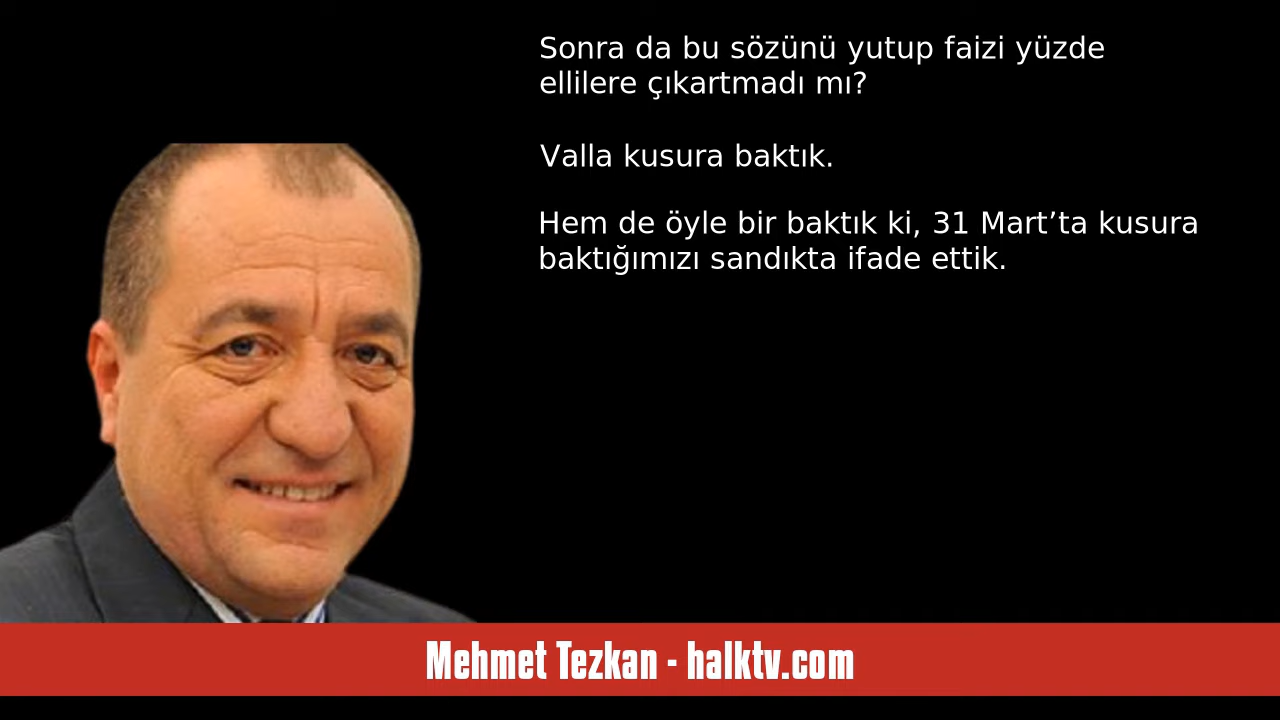 Sonra da bu sözünü yutup faizi yüzde
ellilere çıkartmadı mı?
Valla kusura baktık.
Hem de öyle bir baktık ki, 31 Mart’ta kusura
baktığımızı sandıkta ifade ettik.
Mehmet Tezkan - halktv.com